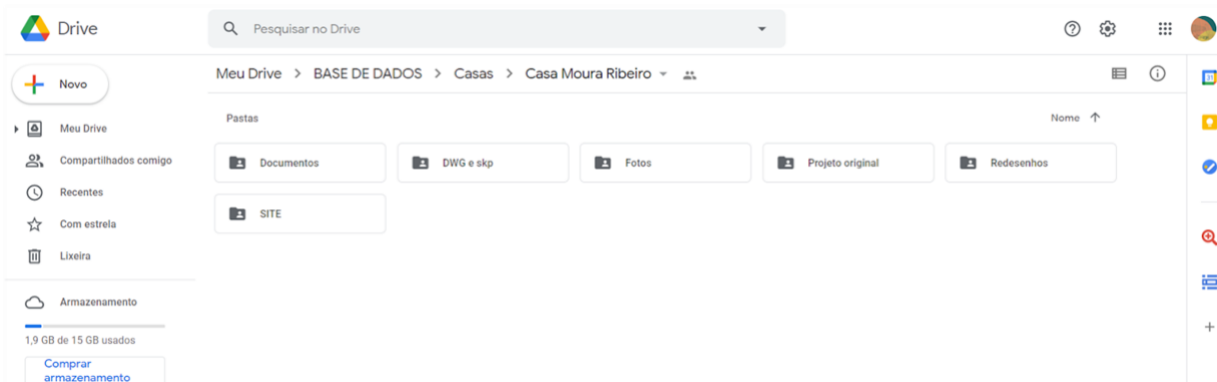 Drive
Pesquisar no Drive
Novo
Meu Drive
Compartilhados comigo
Recentes
Com estrela
Lixeira
Armazenamento
1,9 GB de 15 GB usados
Comprar
armazenamento
Meu Drive > BASE DE DADOS > Casas > Casa Moura Ribeiro
Pastas
Nome
Documentos
DWG e skp
Fotos
Projeto original
Redesenhos
SITE
31